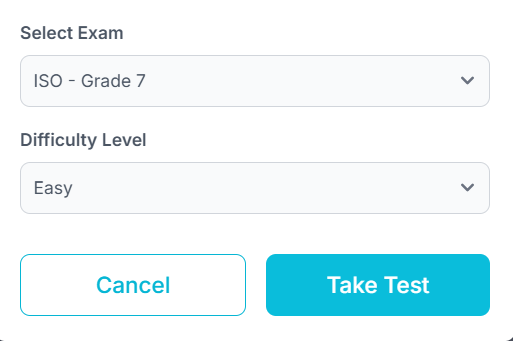 Select Exam
ISO - Grade 7
Difficulty Level
Easy
Cancel
Take Test